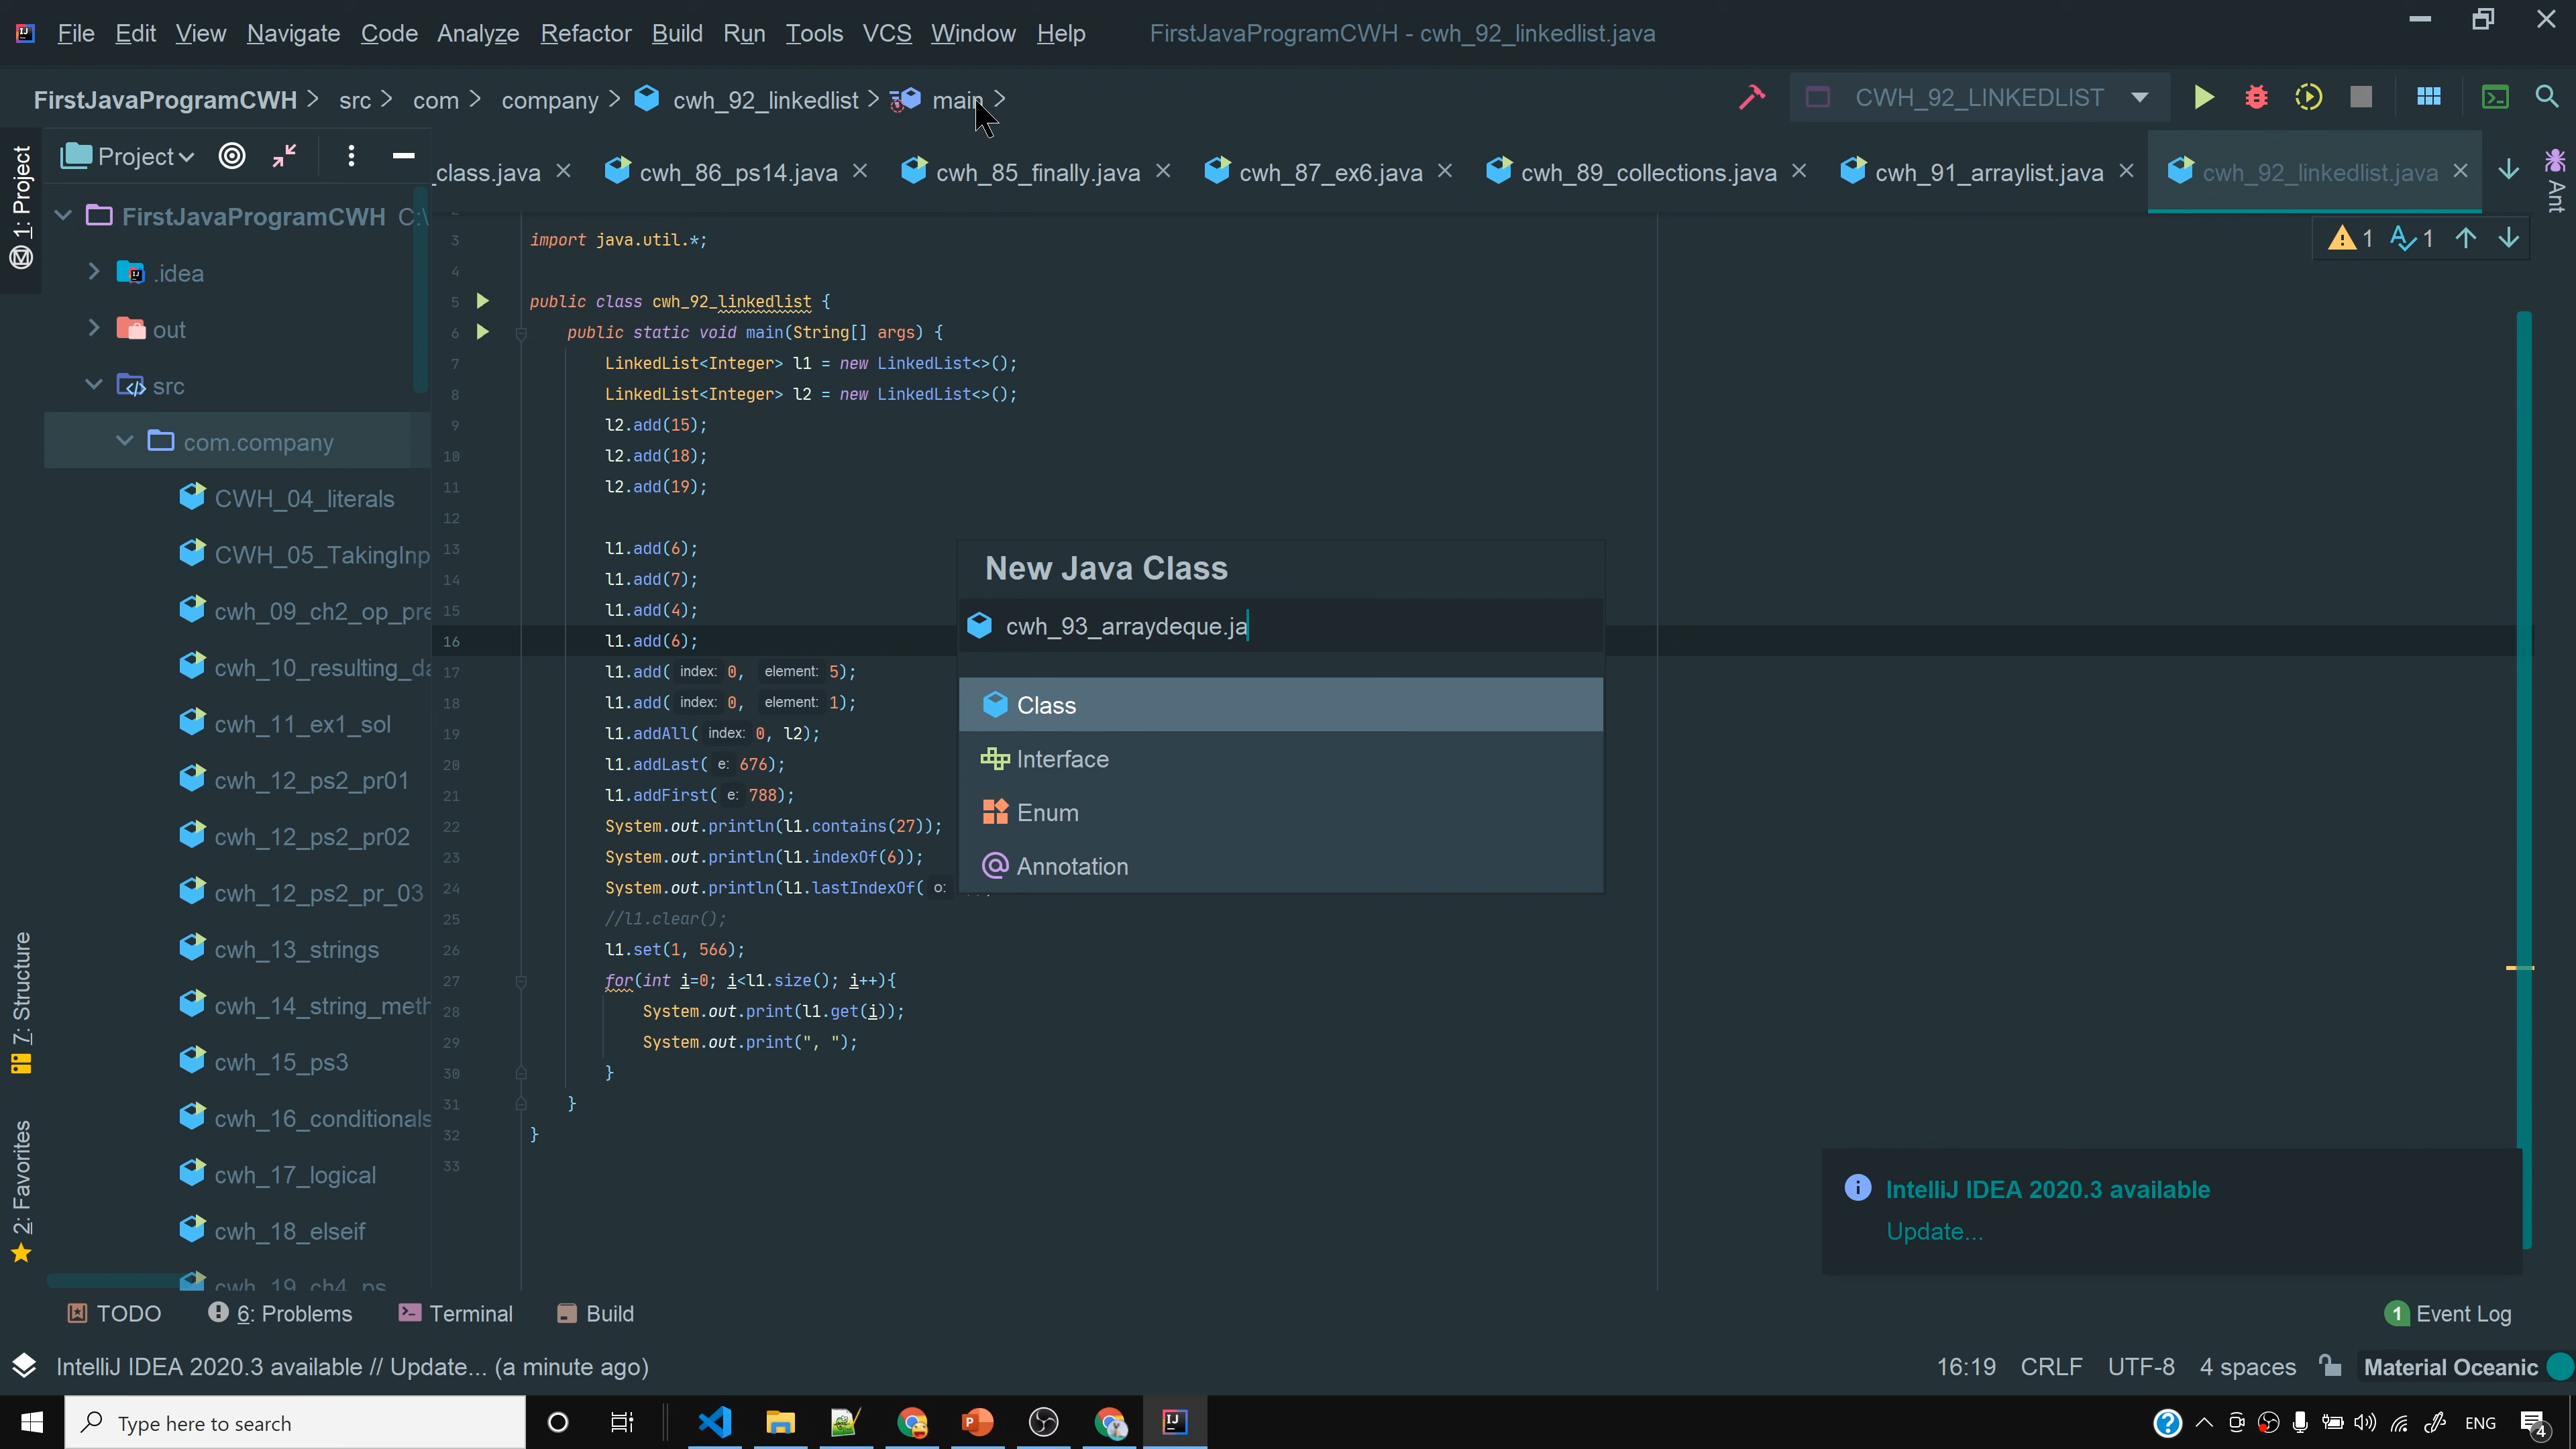 File Edit View Navigate Code Analyze Refactor Build Run Tools VCS Window Help FirstJavaProgramCWH - cwh_92_linkedlist.java
FirstJavaProgramCWH src com company cwh_92_linkedlist main CWH_92_LINKEDLIST
Project _class.java cwh_86_ps14.java cwh_85_finally.java cwh_87_ex6.java cwh_89_collections.java cwh_91_arraylist.java cwh_92_linkedlist.java
1: Project
Ant
FirstJavaProgramCWH C:\
.idea
out
src
com.company
CWH_04_literals
CWH_05_TakingInp
cwh_09_ch2_op_pre
cwh_10_resulting_da
cwh_11_ex1_sol
cwh_12_ps2_pr01
cwh_12_ps2_pr02
cwh_12_ps2_pr_03
cwh_13_strings
cwh_14_string_meth
cwh_15_ps3
cwh_16_conditionals
cwh_17_logical
cwh_18_elseif
cwh_19_ch4_ps
7: Structure
2: Favorites
1 1
3 import java.util.*;
4
5 public class cwh_92_linkedlist {
6 public static void main(String[] args) {
7 LinkedList<Integer> l1 = new LinkedList<>();
8 LinkedList<Integer> l2 = new LinkedList<>();
9 l2.add(15);
10 l2.add(18);
11 l2.add(19);
12
13 l1.add(6);
14 l1.add(7);
15 l1.add(4);
16 l1.add(6);
17 l1.add( index: 0, element: 5);
18 l1.add( index: 0, element: 1);
19 l1.addAll( index: 0, l2);
20 l1.addLast( e: 676);
21 l1.addFirst( e: 788);
22 System.out.println(l1.contains(27));
23 System.out.println(l1.indexOf(6));
24 System.out.println(l1.lastIndexOf( o:
25 //l1.clear();
26 l1.set(1, 566);
27 for(int i=0; i<l1.size(); i++){
28 System.out.print(l1.get(i));
29 System.out.print(", ");
30 }
31 }
32 }
33
New Java Class
cwh_93_arraydeque.ja
Class
Interface
Enum
Annotation
IntelliJ IDEA 2020.3 available
Update...
TODO 6: Problems Terminal Build 1 Event Log
IntelliJ IDEA 2020.3 available // Update... (a minute ago) 16:19 CRLF UTF-8 4 spaces Material Oceanic
Type here to search ENG 4